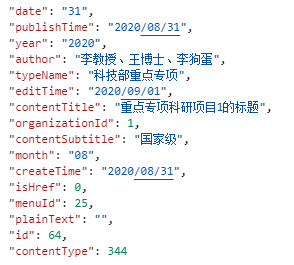 "date": "31",
"publishTime": "2020/08/31",
"year": "2020",
"author": "李教授、王博士、李狗蛋",
"typeName": "科技部重点专项",
"editTime": "2020/09/01",
"contentTitle": "重点专项科研项目1的标题",
"organizationId": 1,
"contentSubtitle": "国家级",
"month": "08",
"createTime": "2020/08/31",
"isHref": 0,
"menuId": 25,
"plainText": "",
"id": 64,
"contentType": 344